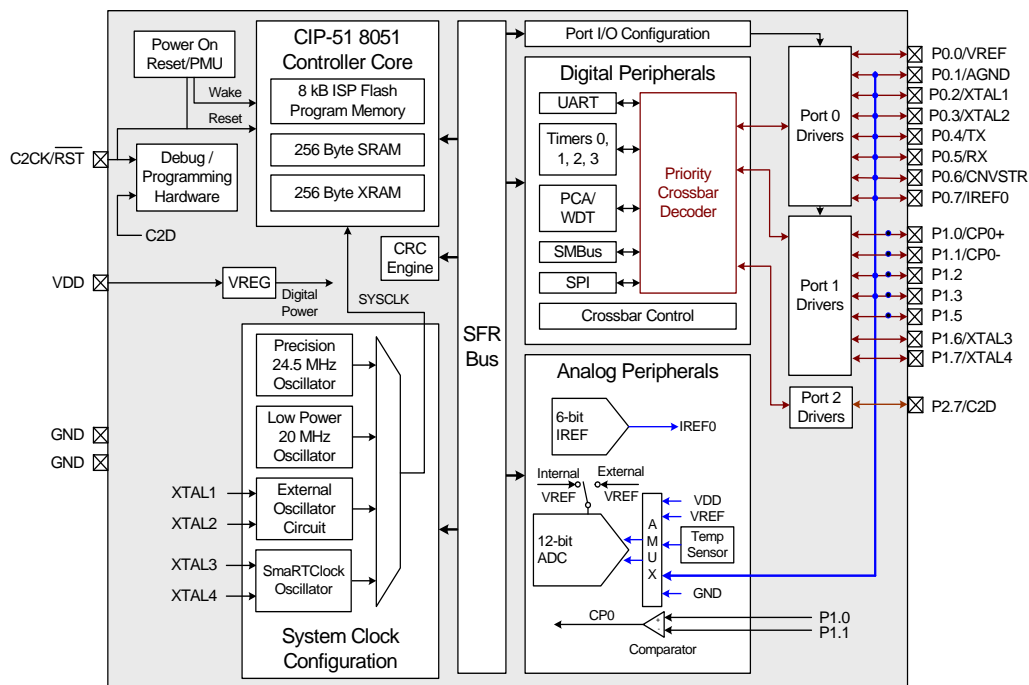 Power On
Reset/PMU
Wake
Reset
C2CK/RST
Debug /
Programming
Hardware
C2D
VDD
VREG
Digital
Power
GND
GND
CIP-51 8051
Controller Core
8 kB ISP Flash
Program Memory
256 Byte SRAM
256 Byte XRAM
CRC
Engine
SYSCLK
Precision
24.5 MHz
Oscillator
Low Power
20 MHz
Oscillator
XTAL1
XTAL2
External
Oscillator
Circuit
XTAL3
XTAL4
SmaRTClock
Oscillator
System Clock
Configuration
SFR
Bus
Port I/O Configuration
Digital Peripherals
UART
Timers 0,
1, 2, 3
PCA/
WDT
SMBus
SPI
Priority
Crossbar
Decoder
Crossbar Control
Analog Peripherals
6-bit
IREF
IREF0
Internal
VREF
External
VREF
12-bit
ADC
A
M
U
X
VDD
VREF
Temp
Sensor
GND
CP0
+
-
Comparator
P1.0
P1.1
Port 0
Drivers
Port 1
Drivers
Port 2
Drivers
P0.0/VREF
P0.1/AGND
P0.2/XTAL1
P0.3/XTAL2
P0.4/TX
P0.5/RX
P0.6/CNVSTR
P0.7/IREF0
P1.0/CP0+
P1.1/CP0-
P1.2
P1.3
P1.5
P1.6/XTAL3
P1.7/XTAL4
P2.7/C2D